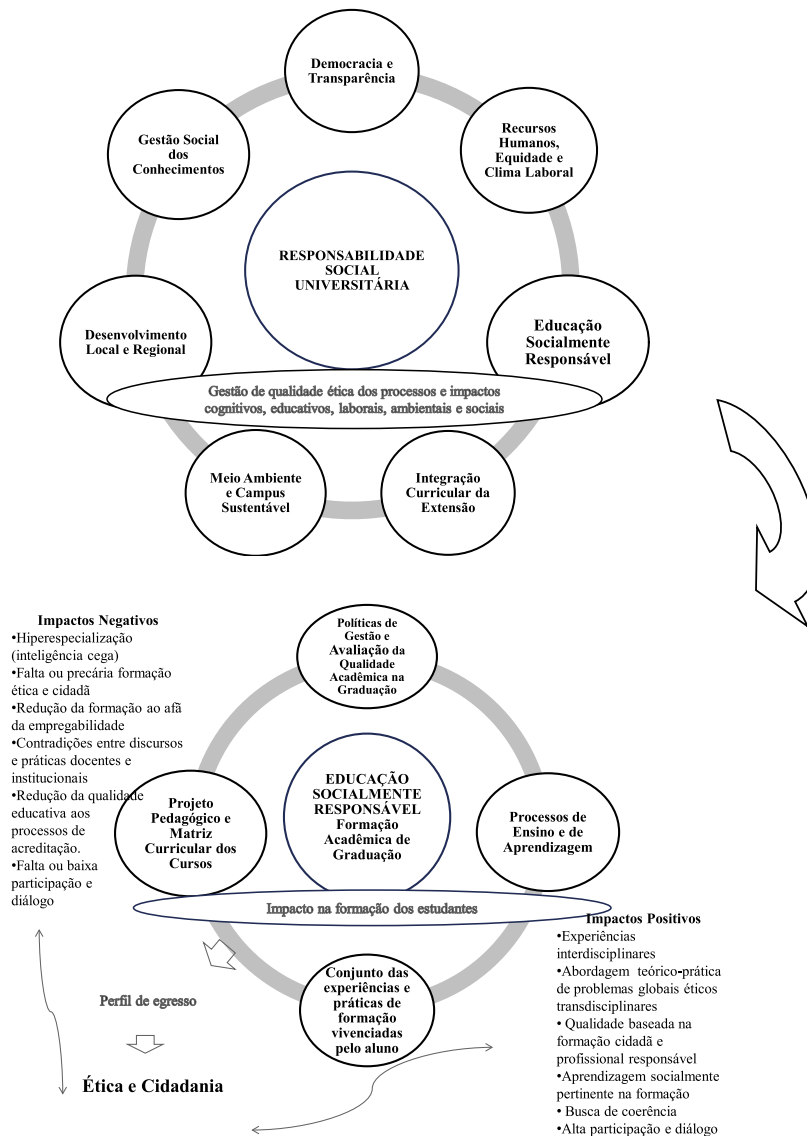 Democracia e
Transparência
Recursos
Humanos,
Equidade e
Clima Laboral
Gestão Social
dos
Conhecimentos
RESPONSABILIDADE
SOCIAL
UNIVERSITÁRIA
Desenvolvimento
Local e Regional
Educação
Socialmente
Responsável
Gestão de qualidade ética dos processos e impactos
cognitivos, educativos, laborais, ambientais e sociais
Meio Ambiente
e Campus
Sustentável
Integração
Curricular da
Extensão
Impactos Negativos
•Hiperespecialização
(inteligência cega)
•Falta ou precária formação
ética e cidadã
•Redução da formação ao afã
da empregabilidade
•Contradições entre discursos
e práticas docentes e
institucionais
•Redução da qualidade
educativa aos
processos de
acreditação.
•Falta ou baixa
participação e
diálogo
Políticas de
Gestão e
Avaliação da
Qualidade
Acadêmica na
Graduação
EDUCAÇÃO
SOCIALMENTE
RESPONSÁVEL
Formação
Acadêmica de
Graduação
Projeto
Pedagógico e
Matriz
Curricular dos
Cursos
Processos de
Ensino e de
Aprendizagem
Impacto na formação dos estudantes
Conjunto das
experiências e
práticas de
formação
vivenciadas
pelo aluno
Perfil de egresso
Ética e Cidadania
Impactos Positivos
•Experiências
interdisciplinares
•Abordagem teórico-prática
de problemas globais éticos
transdisciplinares
• Qualidade baseada na
formação cidadã e
profissional responsável
•Aprendizagem socialmente
pertinente na formação
• Busca de coerência
•Alta participação e diálogo